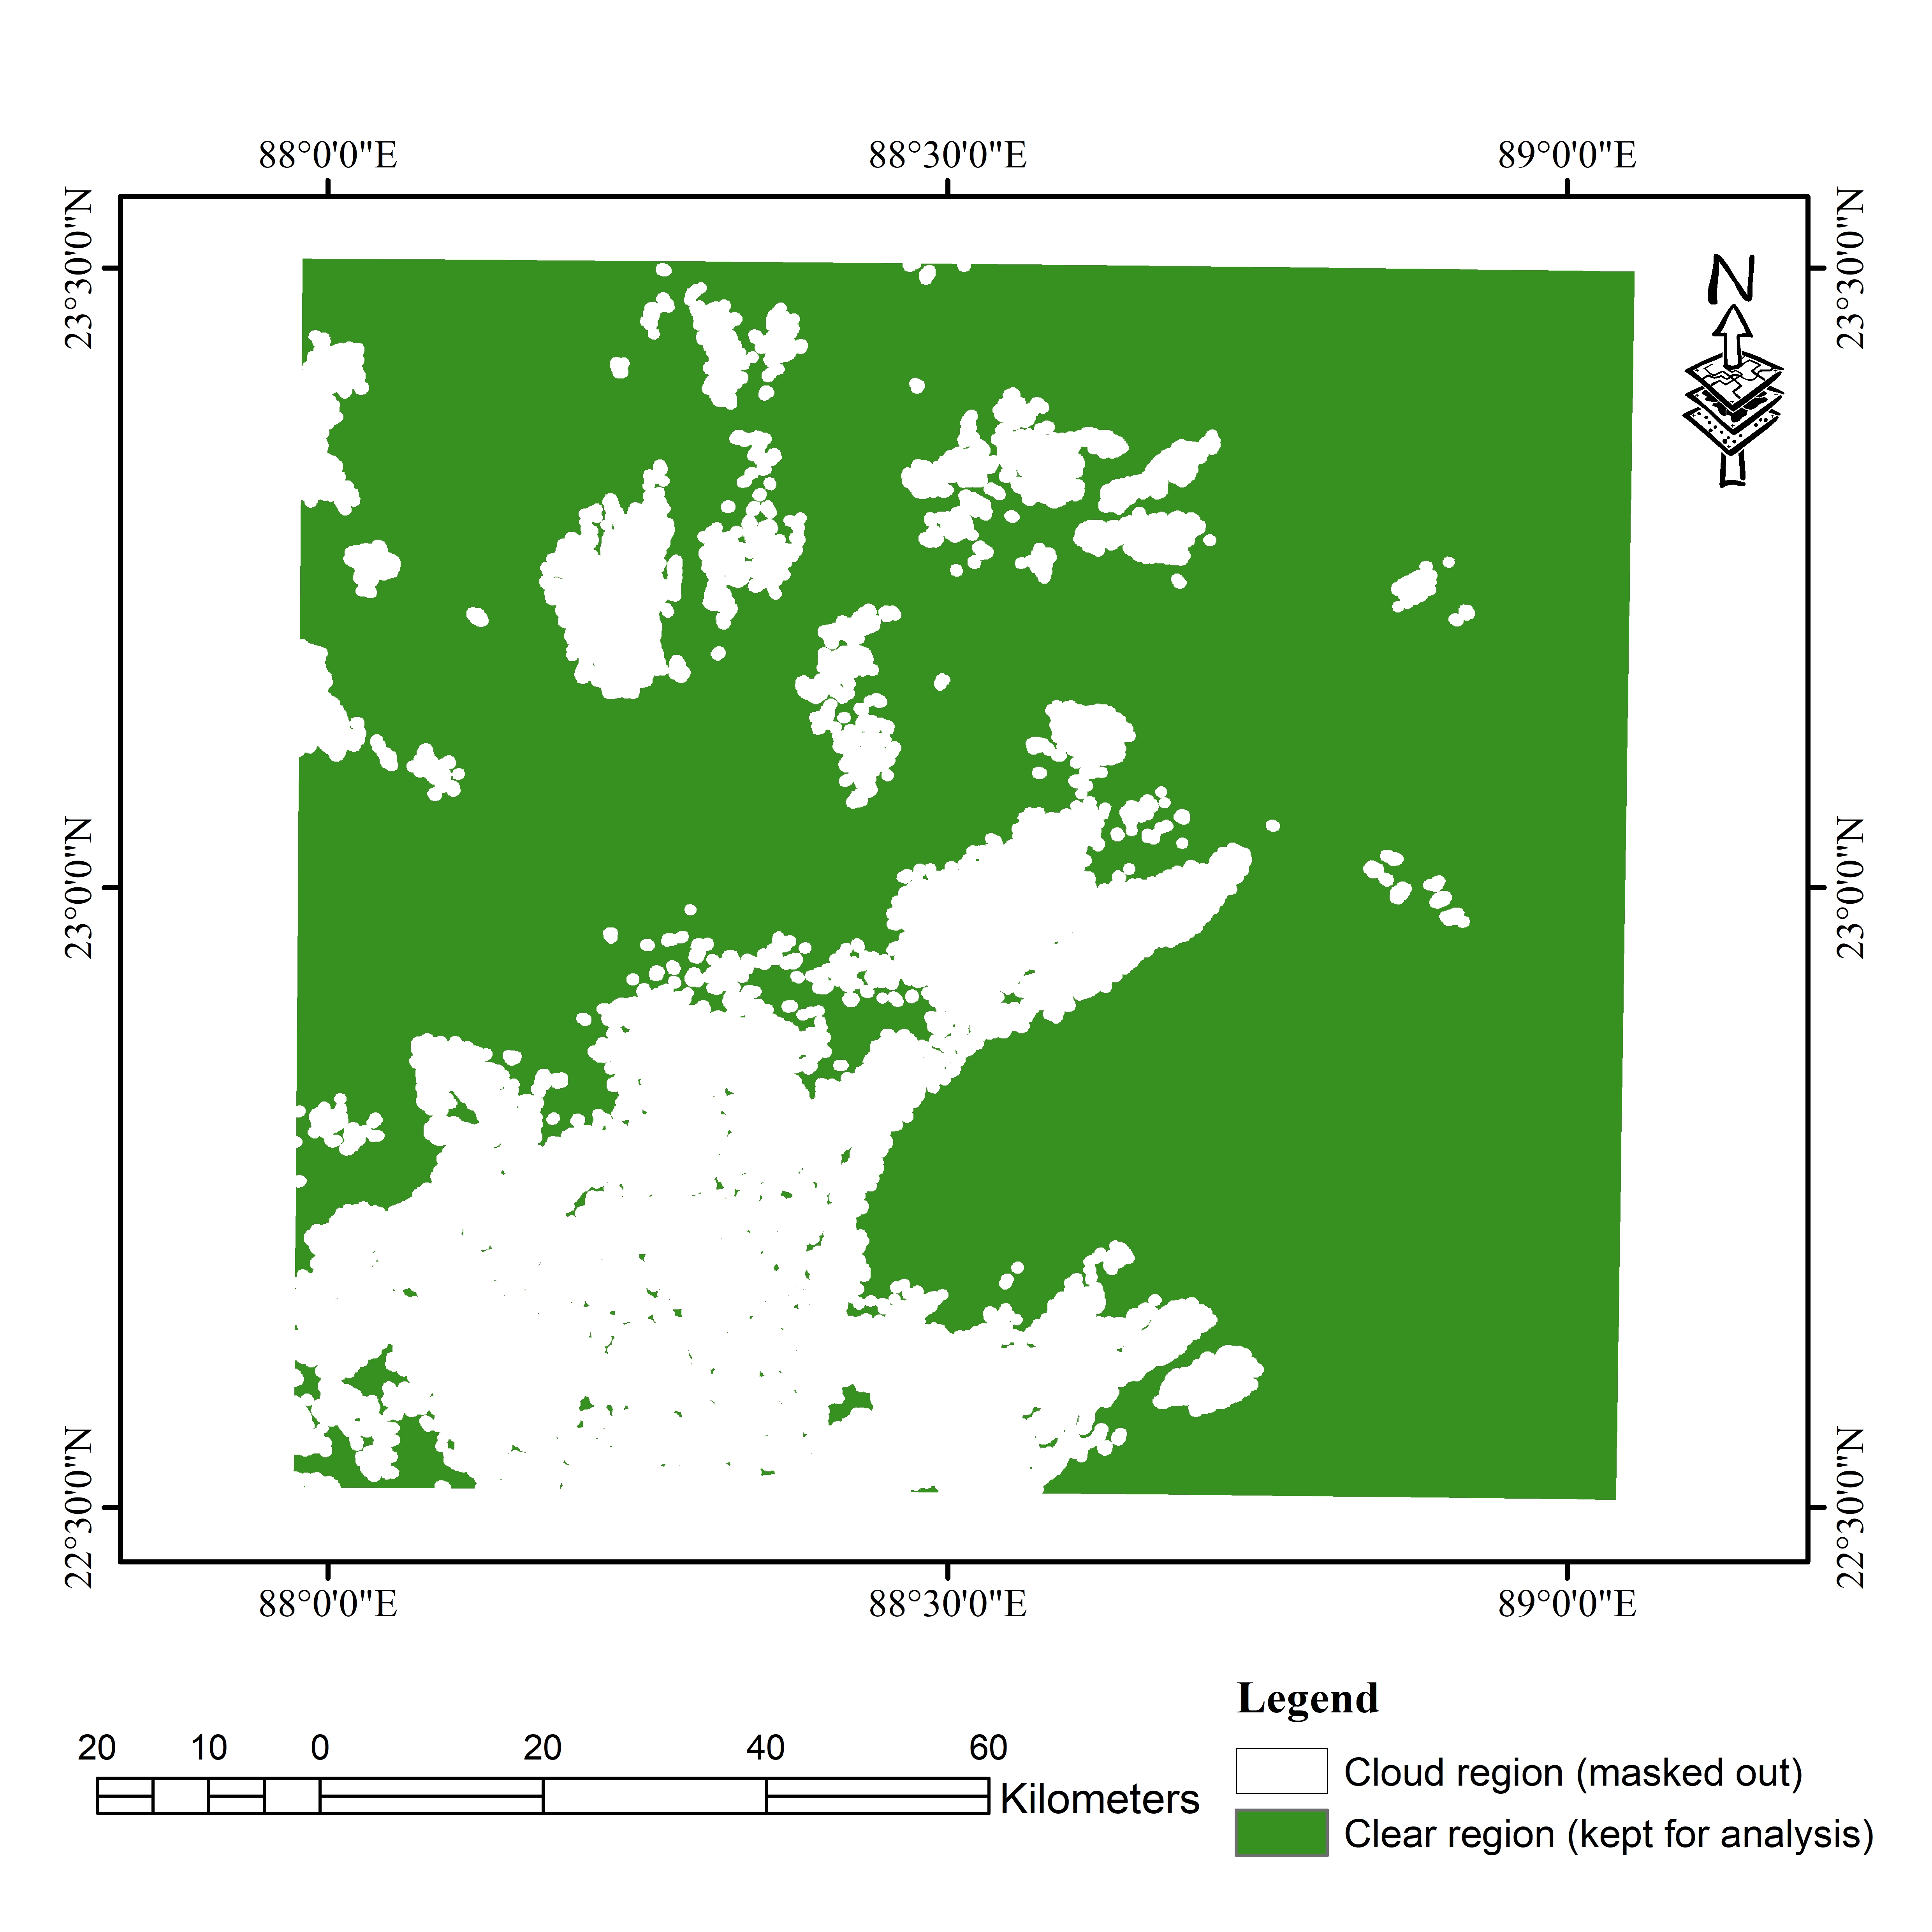 88°0'0"E 88°30'0"E 89°0'0"E
N
23°30'0"N 23°30'0"N
23°0'0"N 23°0'0"N
22°30'0"N 22°30'0"N
88°0'0"E 88°30'0"E 89°0'0"E
Legend
20 10 0 20 40 60
Kilometers
Cloud region (masked out)
Clear region (kept for analysis)